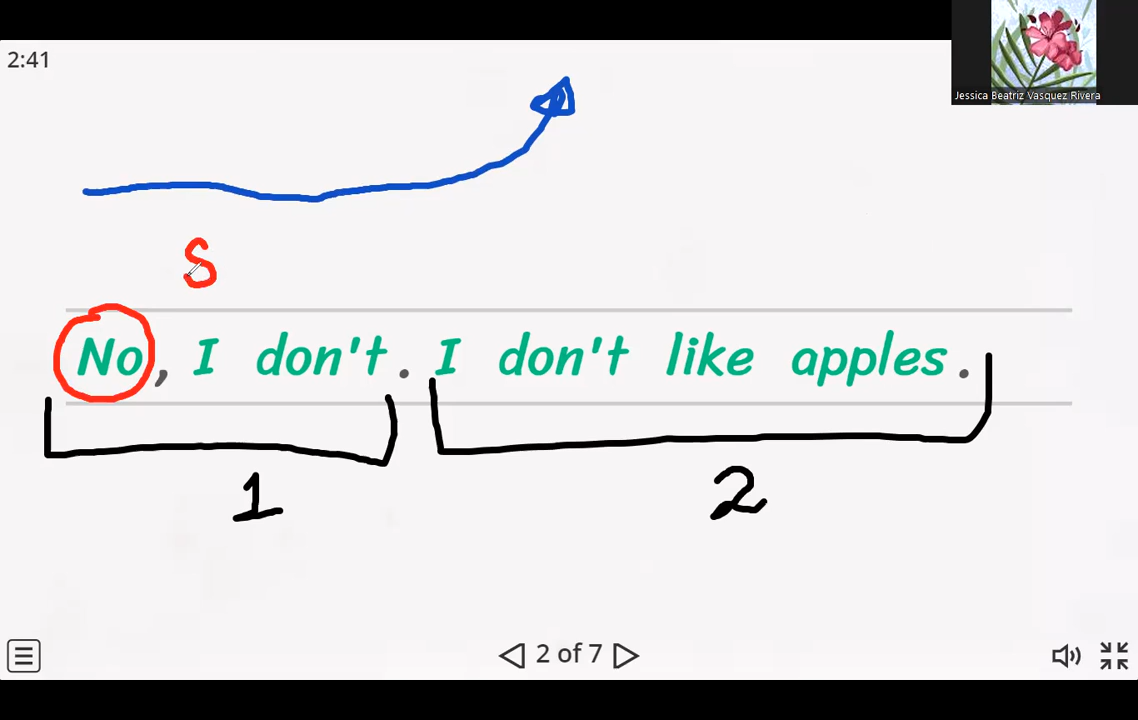 2:41
Jessica Beatriz Vasquez Rivera
S
No, I don't. I don't like apples.
1 2
2 of 7